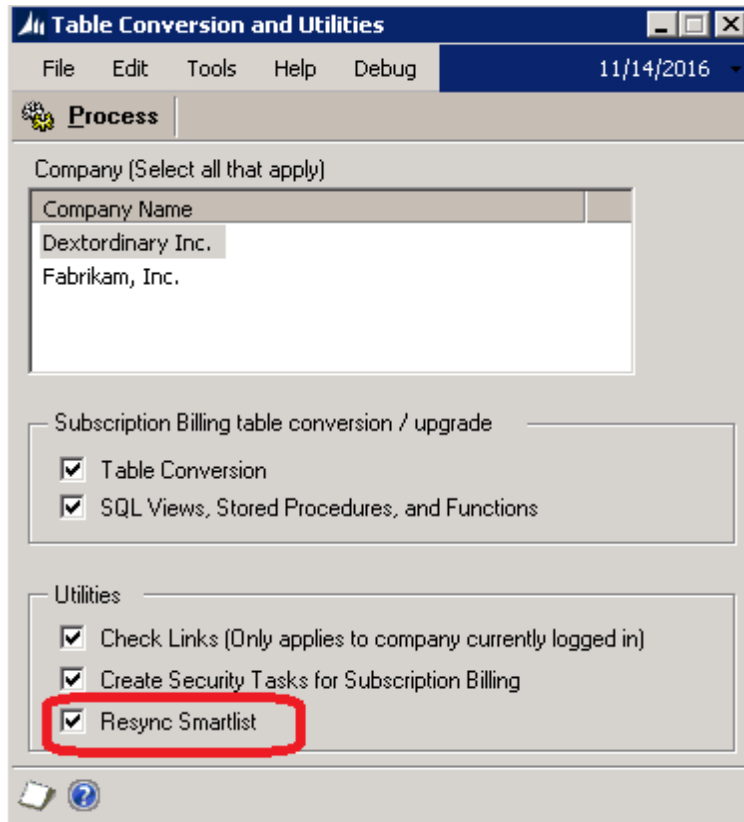 Table Conversion and Utilities
File Edit Tools Help Debug 11/14/2016
Process
Company (Select all that apply)
Company Name
Dextordinary Inc.
Fabrikam, Inc.
Subscription Billing table conversion / upgrade
Table Conversion
SQL Views, Stored Procedures, and Functions
Utilities
Check Links (Only applies to company currently logged in)
Create Security Tasks for Subscription Billing
Resync Smartlist